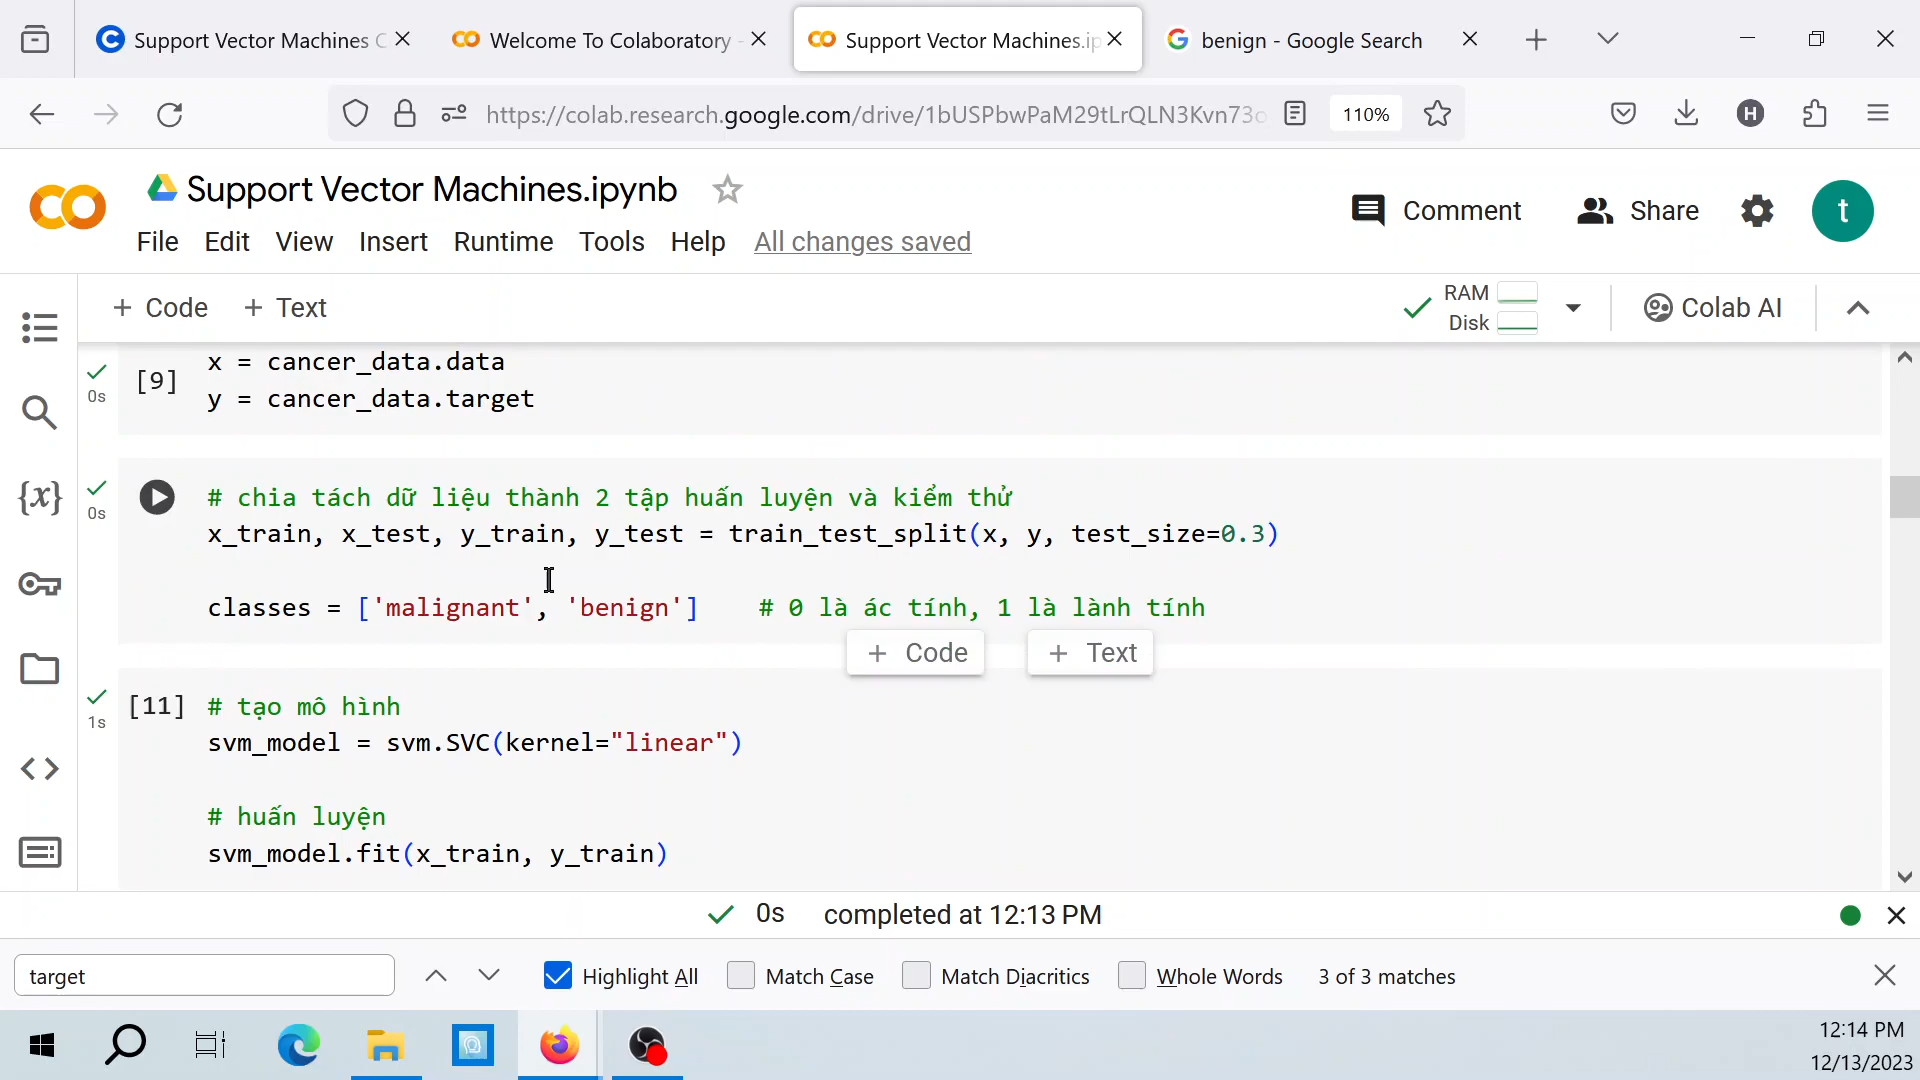 Support Vector Machines C
Welcome To Colaboratory -
Support Vector Machines.ip
benign - Google Search
https://colab.research.google.com/drive/1bUSPbwPaM29tLrQLN3Kvn73o
110%
H
Support Vector Machines.ipynb
File Edit View Insert Runtime Tools Help All changes saved
Comment
Share
t
+ Code + Text
RAM
Disk
Colab AI
0s
[9]
x = cancer_data.data
y = cancer_data.target
0s
# chia tách dữ liệu thành 2 tập huấn luyện và kiểm thử
x_train, x_test, y_train, y_test = train_test_split(x, y, test_size=0.3)
classes = ['malignant', 'benign'] # 0 là ác tính, 1 là lành tính
+ Code + Text
1s
[11]
# tạo mô hình
svm_model = svm.SVC(kernel="linear")
# huấn luyện
svm_model.fit(x_train, y_train)
0s completed at 12:13 PM
target
Highlight All Match Case Match Diacritics Whole Words 3 of 3 matches
12:14 PM
12/13/2023